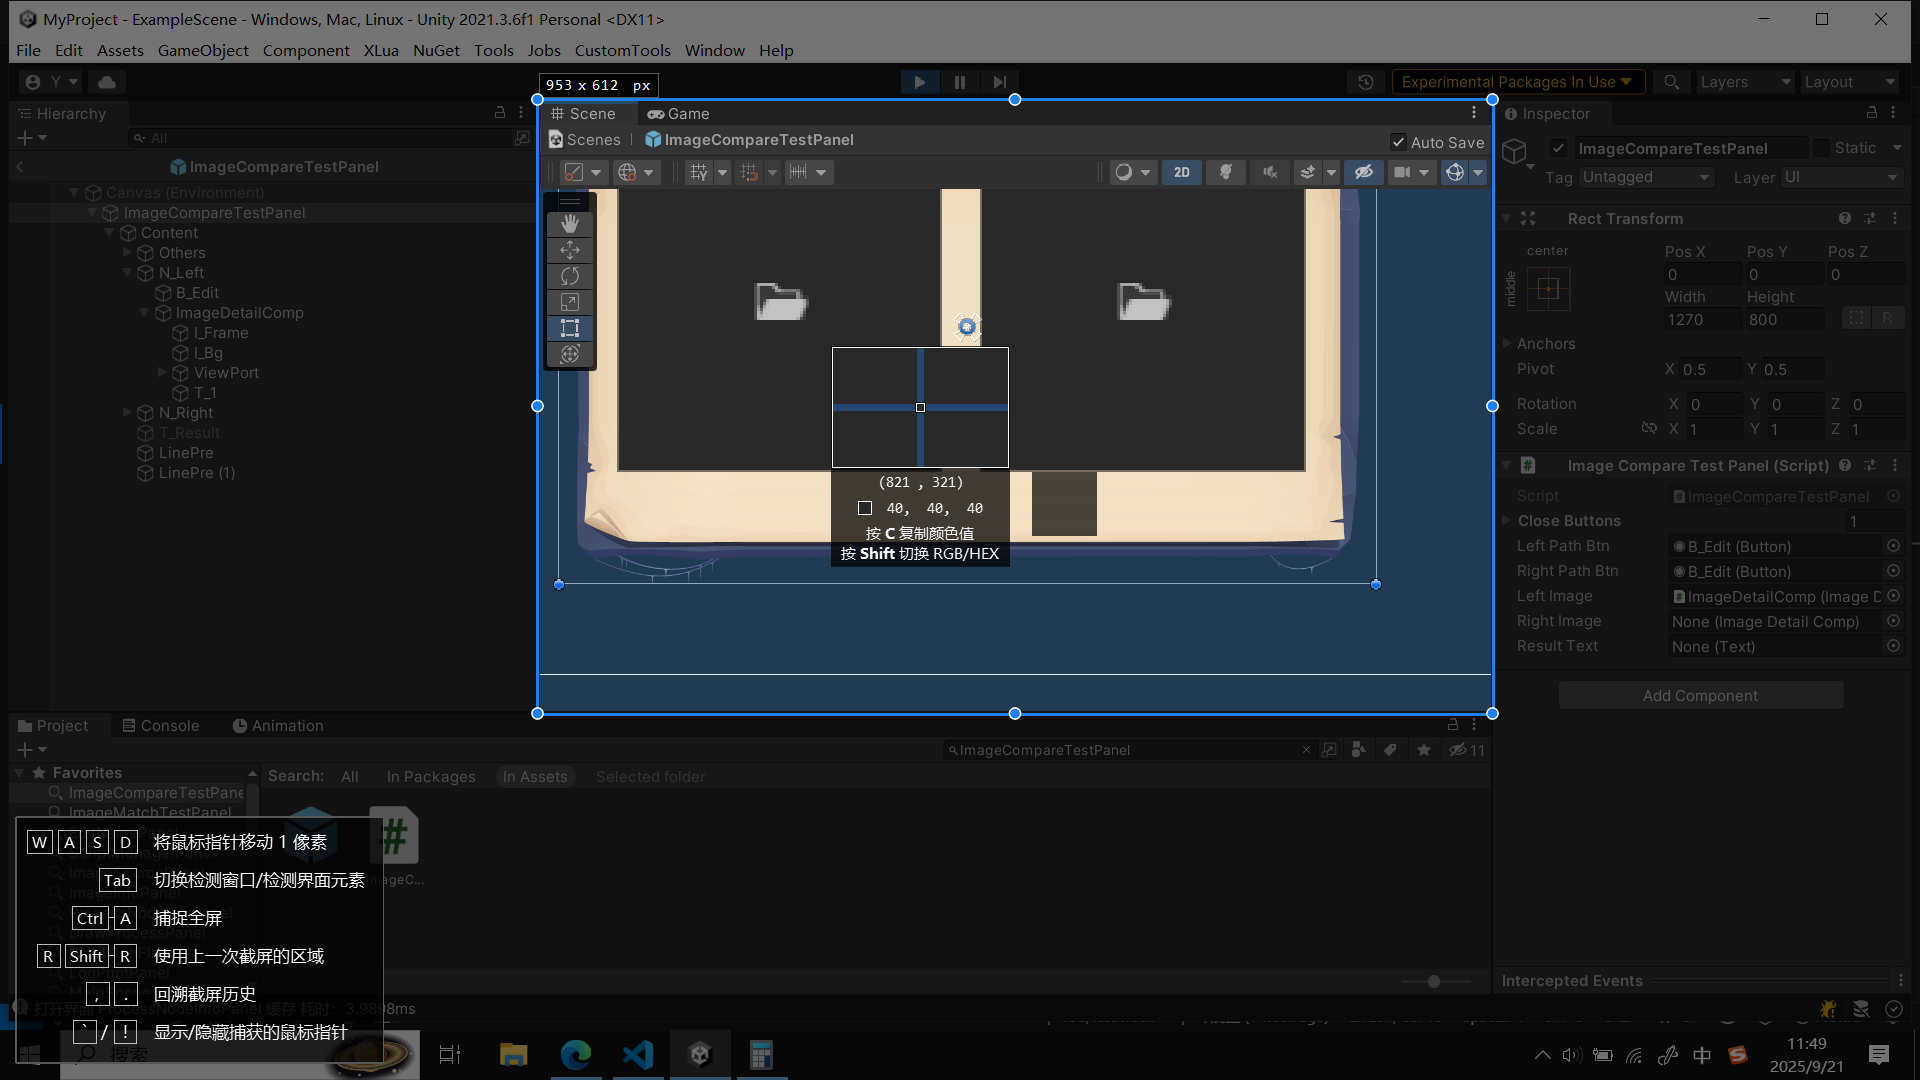 MyProject - ExampleScene - Windows, Mac, Linux - Unity 2021.3.6f1 Personal <DX11>
File Edit Assets GameObject Component XLua NuGet Tools Jobs CustomTools Window Help
Y
Experimental Packages In Use
Layers
Layout
953 x 612 px
Hierarchy
All
ImageCompareTestPanel
Canvas (Environment)
ImageCompareTestPanel
Content
Others
N_Left
B_Edit
ImageDetailComp
I_Frame
I_Bg
ViewPort
T_1
N_Right
T_Result
LinePre
LinePre (1)
Scene
Game
Scenes
ImageCompareTestPanel
Auto Save
2D
(821 , 321)
40, 40, 40
按 C 复制颜色值
按 Shift 切换 RGB/HEX
Inspector
ImageCompareTestPanel
Static
Tag Untagged
Layer UI
Rect Transform
center
middle
Pos X Pos Y Pos Z
0 0 0
Width Height
1270 800
R
Anchors
Pivot X 0.5 Y 0.5
Rotation X 0 Y 0 Z 0
Scale X 1 Y 1 Z 1
Image Compare Test Panel (Script)
Script ImageCompareTestPanel
Close Buttons 1
Left Path Btn B_Edit (Button)
Right Path Btn B_Edit (Button)
Left Image ImageDetailComp (Image D
Right Image None (Image Detail Comp)
Result Text None (Text)
Add Component
Intercepted Events
Project
Console
Animation
ImageCompareTestPanel
11
Favorites
ImageCompareTestPane
ImageMatchTestPanel
Search: All In Packages In Assets Selected folder
W A S D 将鼠标指针移动 1 像素
Tab 切换检测窗口/检测界面元素
Ctrl A 捕捉全屏
R Shift R 使用上一次截屏的区域
, . 回溯截屏历史
` / ! 显示/隐藏捕获的鼠标指针
打开界面 ProcessNodeInfoPanel 缓存 耗时：3.9898ms
搜索
中
11:49
2025/9/21